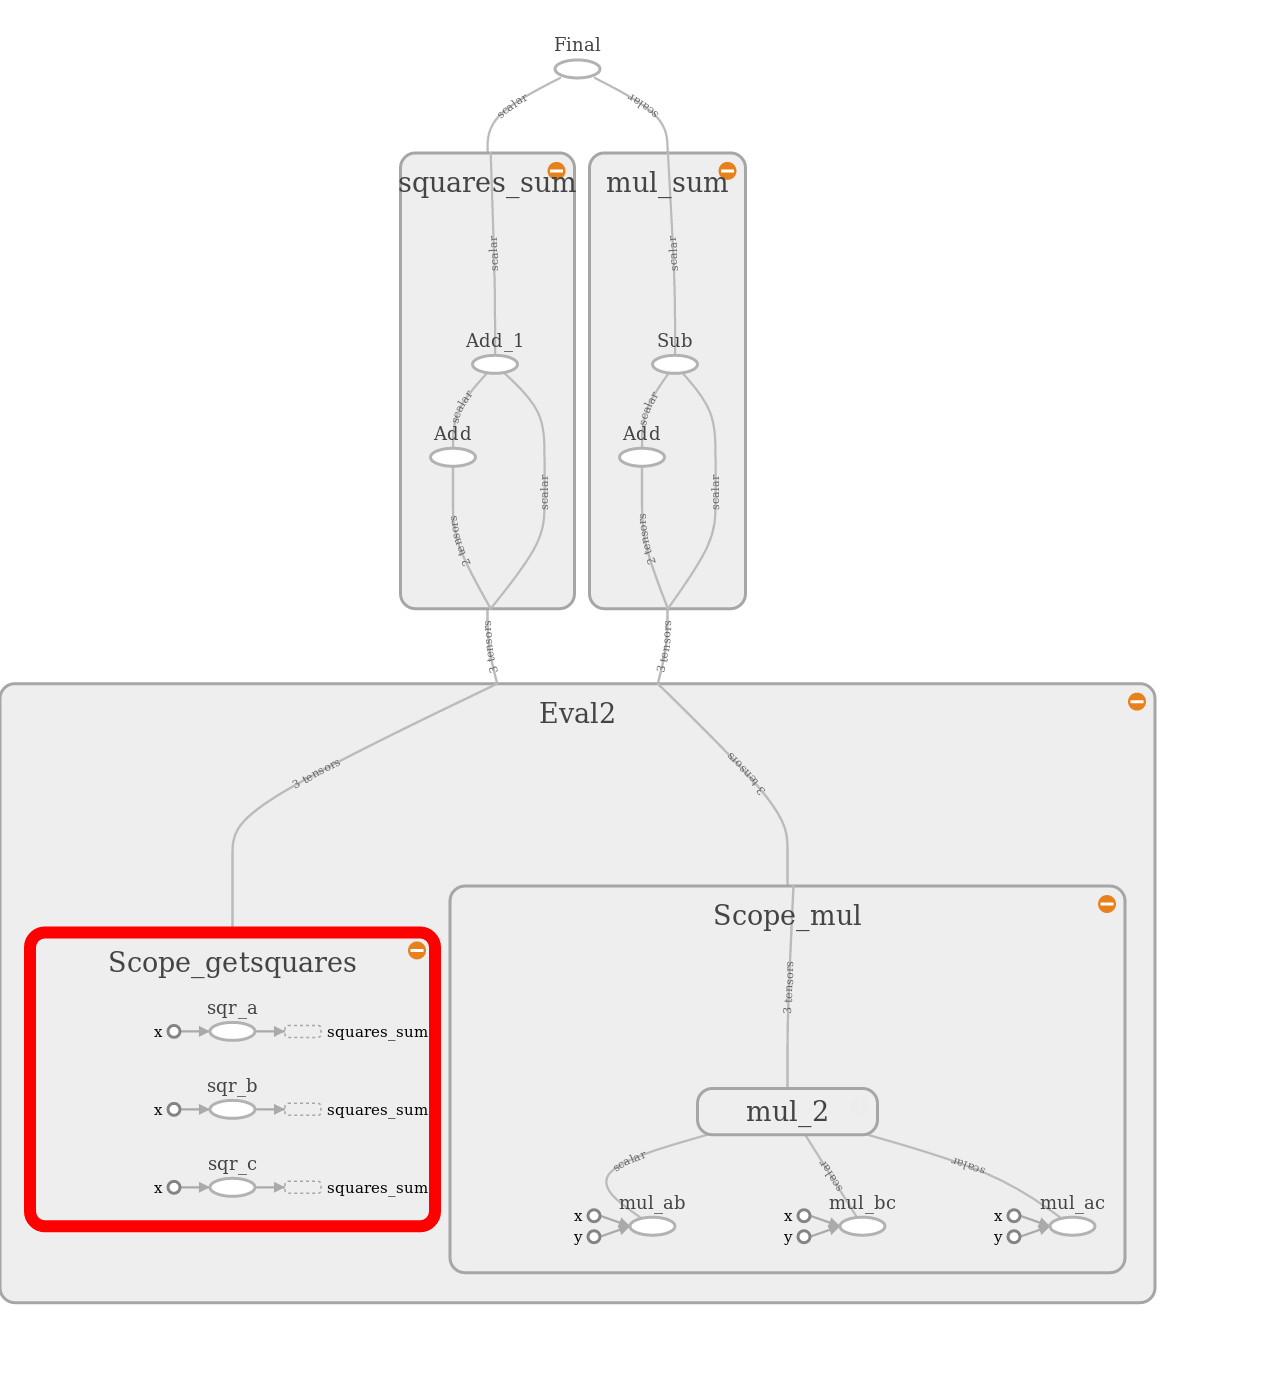 Final
scalar
scalar
squares_sum
mul_sum
scalar
scalar
Add_1
Sub
scalar
scalar
Add
Add
scalar
scalar
2 tensors
2 tensors
3 tensors
3 tensors
Eval2
3 tensors
3 tensors
Scope_mul
Scope_getsquares
3 tensors
sqr_a
x
squares_sum
sqr_b
x
squares_sum
mul_2
sqr_c
x
squares_sum
scalar
scalar
scalar
mul_ab
mul_bc
mul_ac
x
x
x
y
y
y